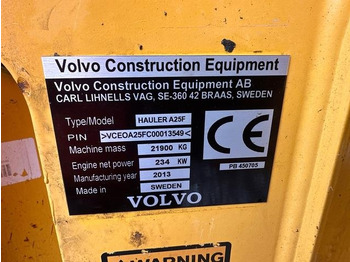 Volvo Construction Equipment
Volvo Construction Equipment AB
CARL LIHNELLS VAG, SE-360 42 BRAAS, SWEDEN
Type/Model HAULER A25F
PIN >VCEOA25FC00013549<
Machine mass 21900 KG
Engine net power 234 KW
Manufacturing year 2013
Made in SWEDEN
CE
PB 450705
VOLVO
WARNING